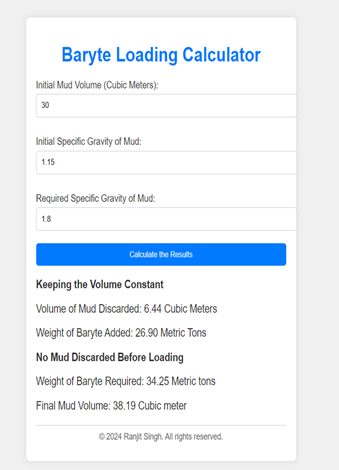 Baryte Loading Calculator
Initial Mud Volume (Cubic Meters):
30
Initial Specific Gravity of Mud:
1.15
Required Specific Gravity of Mud:
1.8
Calculate the Results
Keeping the Volume Constant
Volume of Mud Discarded: 6.44 Cubic Meters
Weight of Baryte Added: 26.90 Metric Tons
No Mud Discarded Before Loading
Weight of Baryte Required: 34.25 Metric tons
Final Mud Volume: 38.19 Cubic meter
© 2024 Ranjit Singh. All rights reserved.